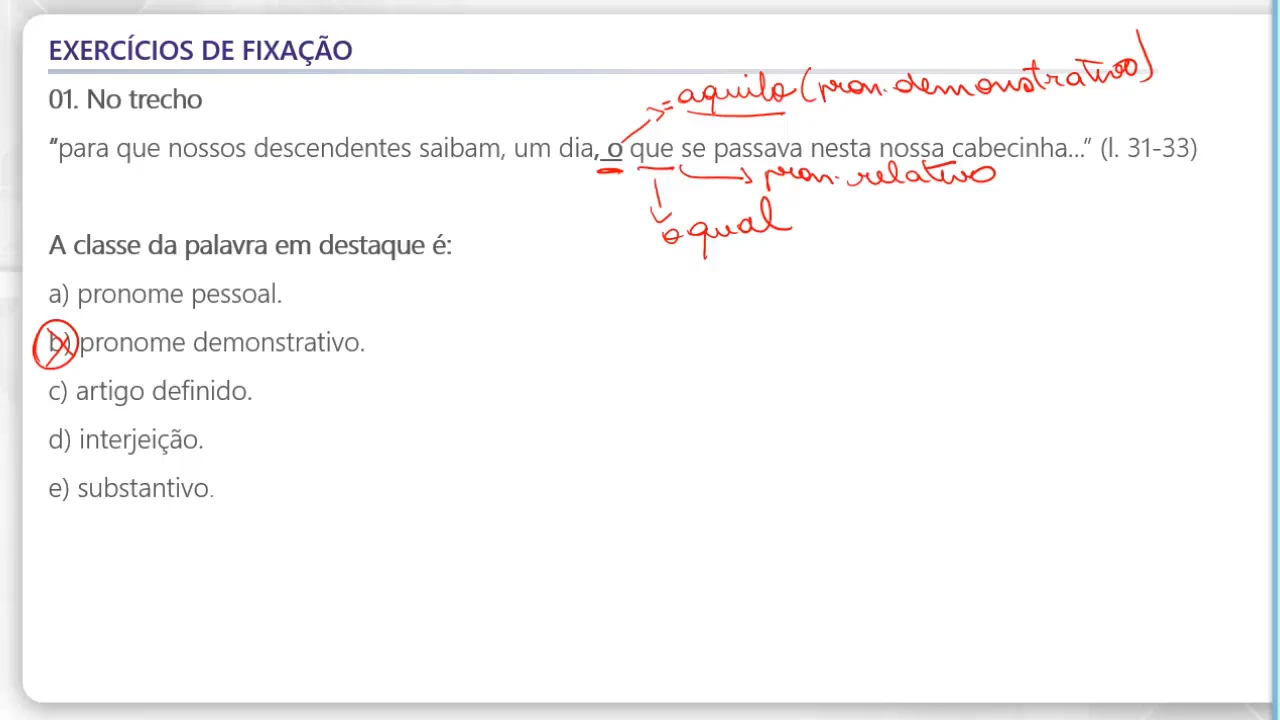 EXERCÍCIOS DE FIXAÇÃO
= aquilo (pron. demonstrativo)
01. No trecho
“para que nossos descendentes saibam, um dia, o que se passava nesta nossa cabecinha...” (l. 31-33)
pron. relativo
o qual
A classe da palavra em destaque é:
a) pronome pessoal.
b) pronome demonstrativo.
c) artigo definido.
d) interjeição.
e) substantivo.